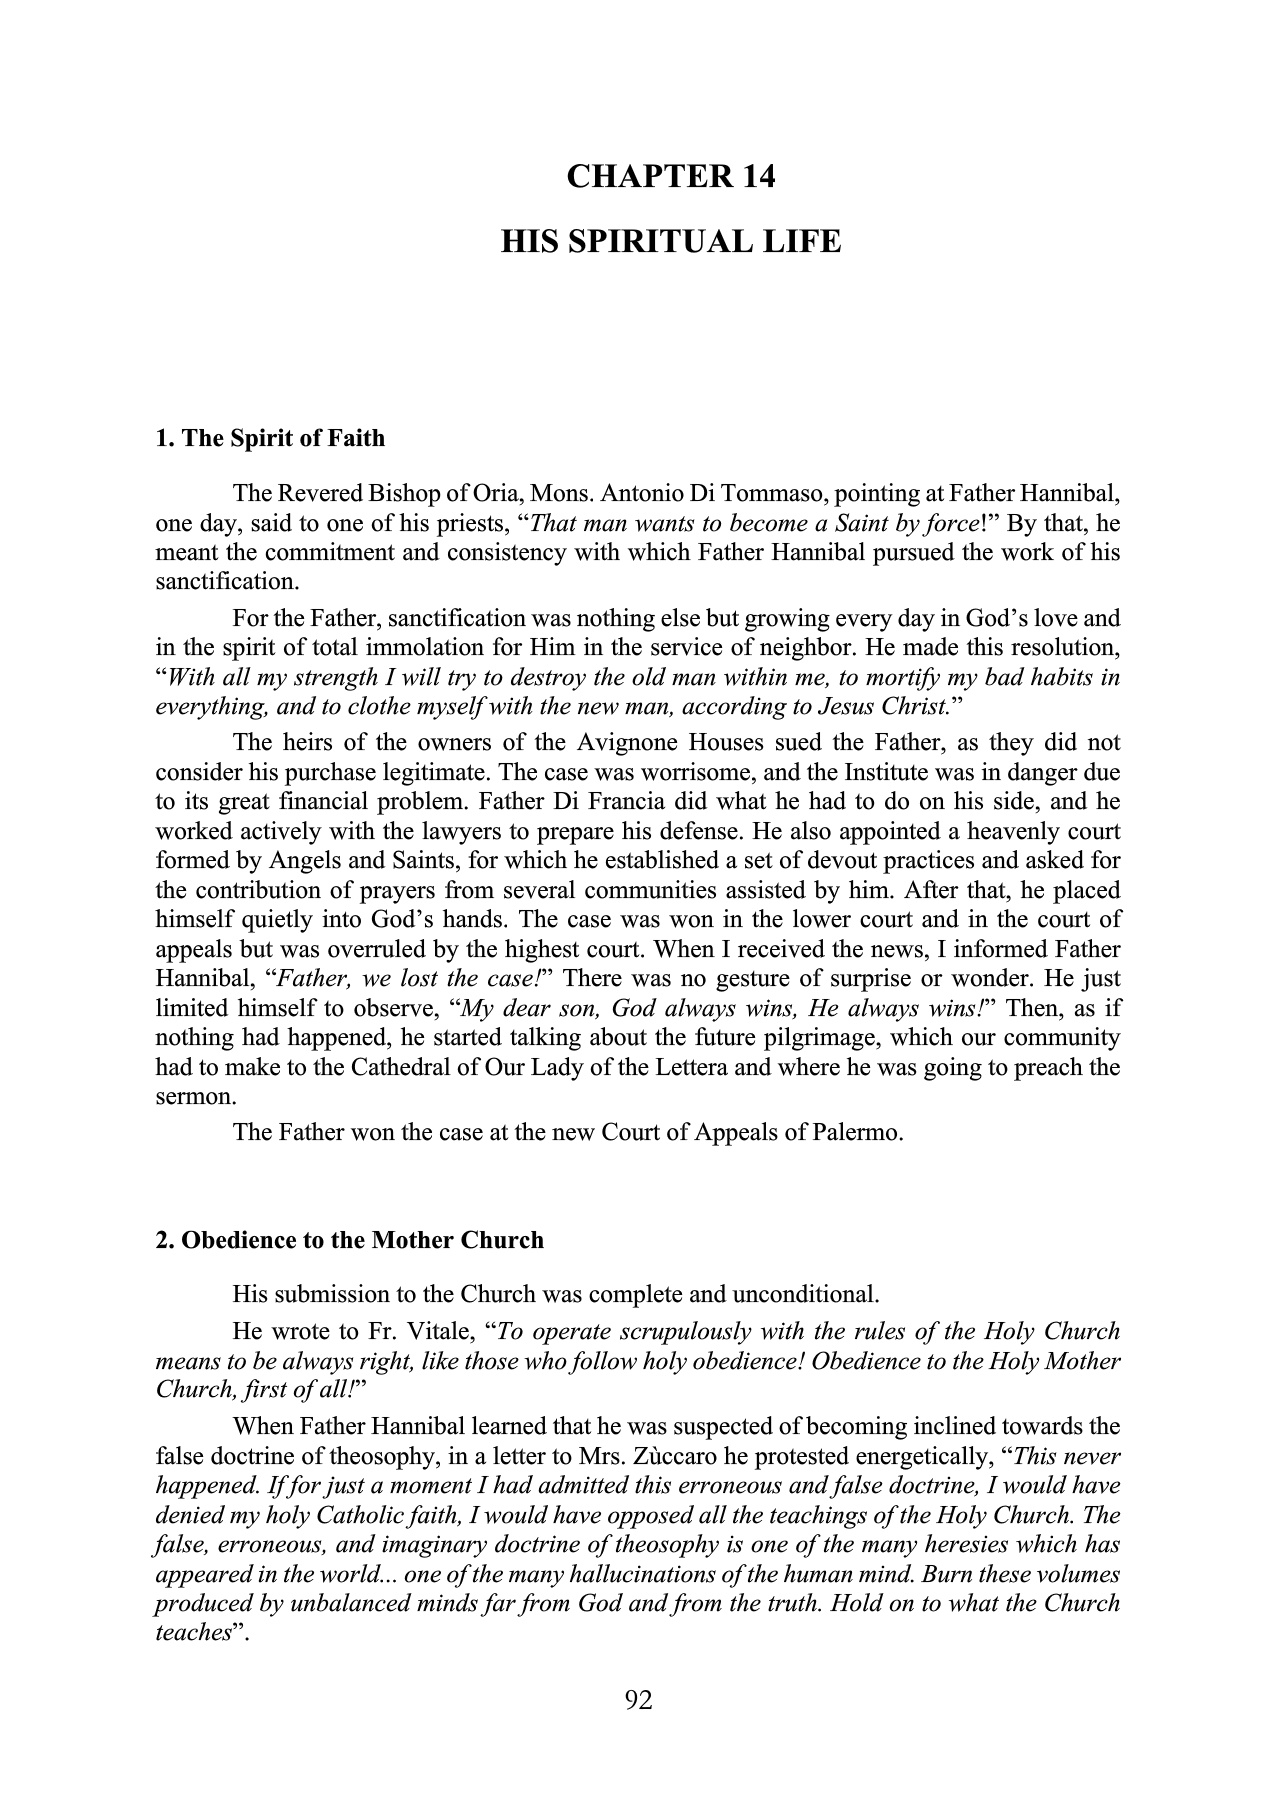 CHAPTER 14
HIS SPIRITUAL LIFE
1. The Spirit of Faith
The Revered Bishop of Oria, Mons. Antonio Di Tommaso, pointing at Father Hannibal,
one day, said to one of his priests, “That man wants to become a Saint by force!” By that, he
meant the commitment and consistency with which Father Hannibal pursued the work of his
sanctification.
For the Father, sanctification was nothing else but growing every day in God’s love and
in the spirit of total immolation for Him in the service of neighbor. He made this resolution,
“With all my strength I will try to destroy the old man within me, to mortify my bad habits in
everything, and to clothe myself with the new man, according to Jesus Christ.”
The heirs of the owners of the Avignone Houses sued the Father, as they did not
consider his purchase legitimate. The case was worrisome, and the Institute was in danger due
to its great financial problem. Father Di Francia did what he had to do on his side, and he
worked actively with the lawyers to prepare his defense. He also appointed a heavenly court
formed by Angels and Saints, for which he established a set of devout practices and asked for
the contribution of prayers from several communities assisted by him. After that, he placed
himself quietly into God’s hands. The case was won in the lower court and in the court of
appeals but was overruled by the highest court. When I received the news, I informed Father
Hannibal, “Father, we lost the case!” There was no gesture of surprise or wonder. He just
limited himself to observe, “My dear son, God always wins, He always wins!” Then, as if
nothing had happened, he started talking about the future pilgrimage, which our community
had to make to the Cathedral of Our Lady of the Lettera and where he was going to preach the
sermon.
The Father won the case at the new Court of Appeals of Palermo.
2. Obedience to the Mother Church
His submission to the Church was complete and unconditional.
He wrote to Fr. Vitale, “To operate scrupulously with the rules of the Holy Church
means to be always right, like those who follow holy obedience! Obedience to the Holy Mother
Church, first of all!”
When Father Hannibal learned that he was suspected of becoming inclined towards the
false doctrine of theosophy, in a letter to Mrs. Zùccaro he protested energetically, “This never
happened. If for just a moment I had admitted this erroneous and false doctrine, I would have
denied my holy Catholic faith, I would have opposed all the teachings of the Holy Church. The
false, erroneous, and imaginary doctrine of theosophy is one of the many heresies which has
appeared in the world... one of the many hallucinations of the human mind. Burn these volumes
produced by unbalanced minds far from God and from the truth. Hold on to what the Church
teaches”.
92